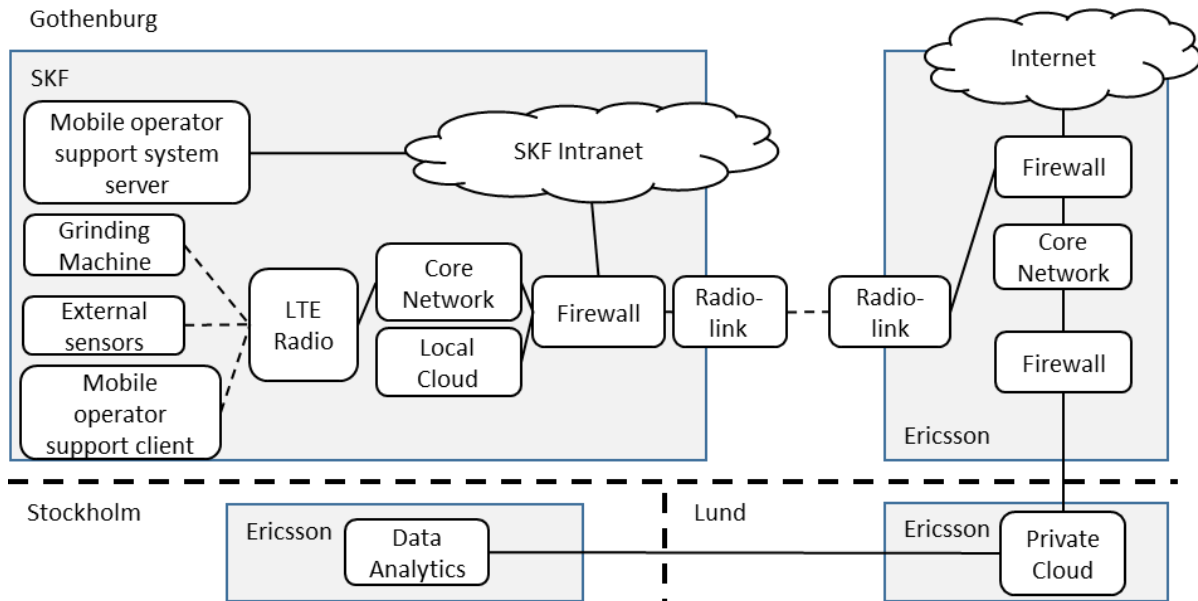 Gothenburg
SKF
Mobile operator
support system
server
SKF Intranet
Grinding
Machine
External
sensors
Mobile
operator
support client
LTE
Radio
Core
Network
Local
Cloud
Firewall
Radio-
link
Radio-
link
Internet
Firewall
Core
Network
Firewall
Ericsson
Stockholm
Ericsson
Data
Analytics
Lund
Ericsson
Private
Cloud